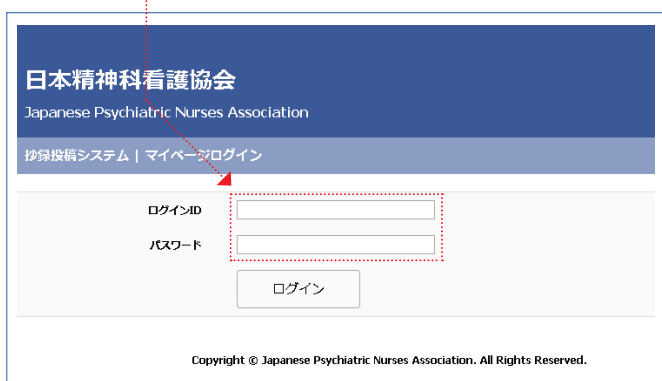 日本精神科看護協会
Japanese Psychiatric Nurses Association
抄録投稿システム | マイページログイン
ログインID
パスワード
ログイン
Copyright © Japanese Psychiatric Nurses Association. All Rights Reserved.